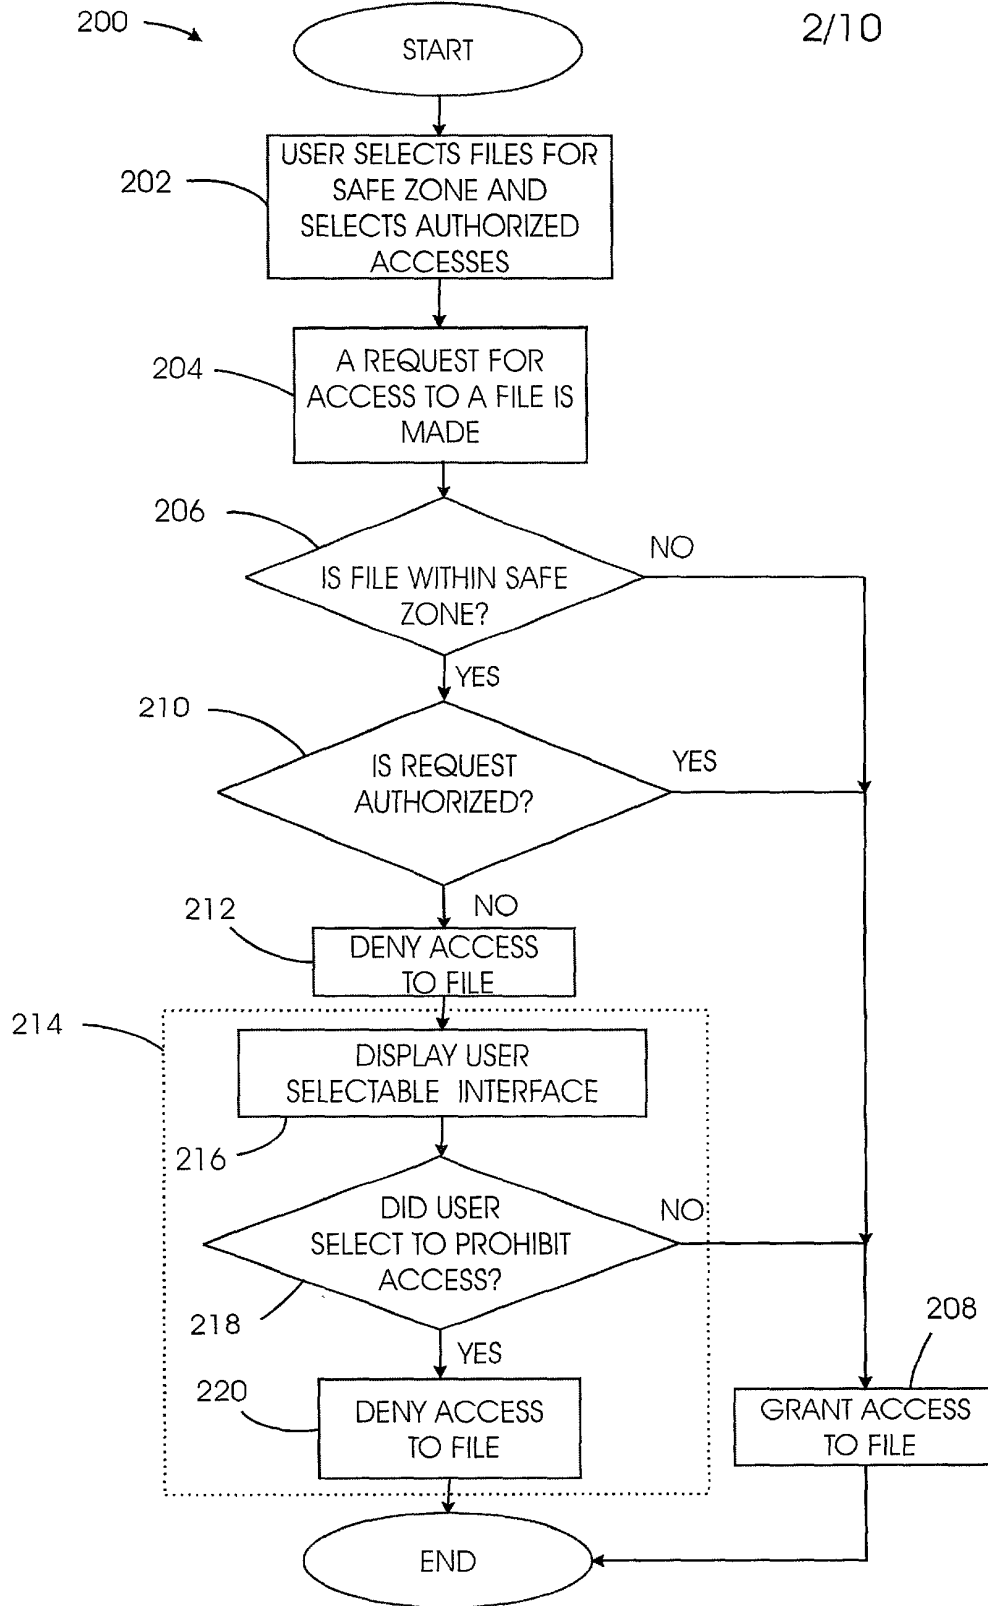 200
2/10
START
USER SELECTS FILES FOR
SAFE ZONE AND
SELECTS AUTHORIZED
ACCESSES
202
A REQUEST FOR
ACCESS TO A FILE IS
MADE
204
206
NO
IS FILE WITHIN SAFE
ZONE?
YES
210
IS REQUEST
AUTHORIZED?
YES
NO
212
DENY ACCESS
TO FILE
214
DISPLAY USER
SELECTABLE INTERFACE
216
DID USER
SELECT TO PROHIBIT
ACCESS?
NO
218
YES
208
220
DENY ACCESS
TO FILE
GRANT ACCESS
TO FILE
END